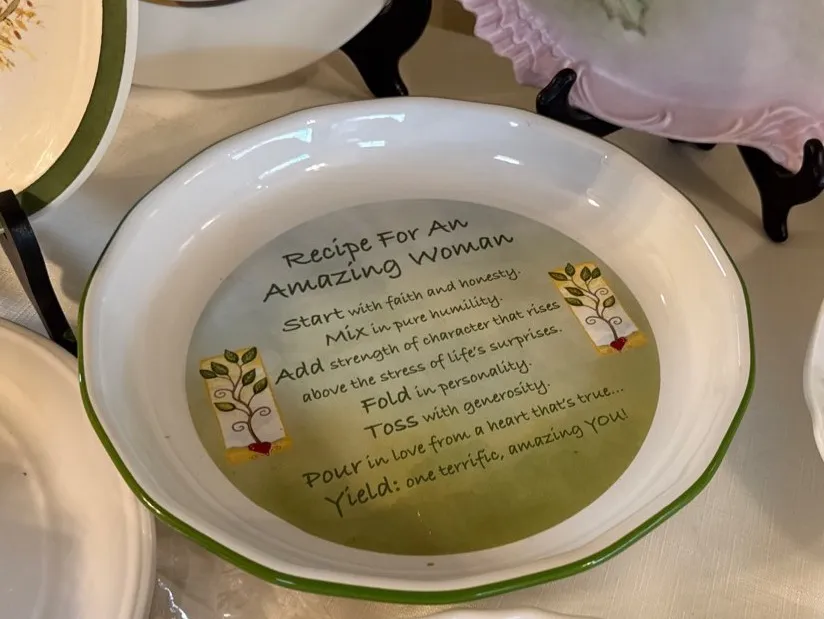 Recipe For An
Amazing Woman
Start with faith and honesty.
Mix in pure humility.
Add strength of character that rises
above the stress of life's surprises.
Fold in personality.
Toss with generosity.
Pour in love from a heart that's true...
Yield: one terrific, amazing YOU!